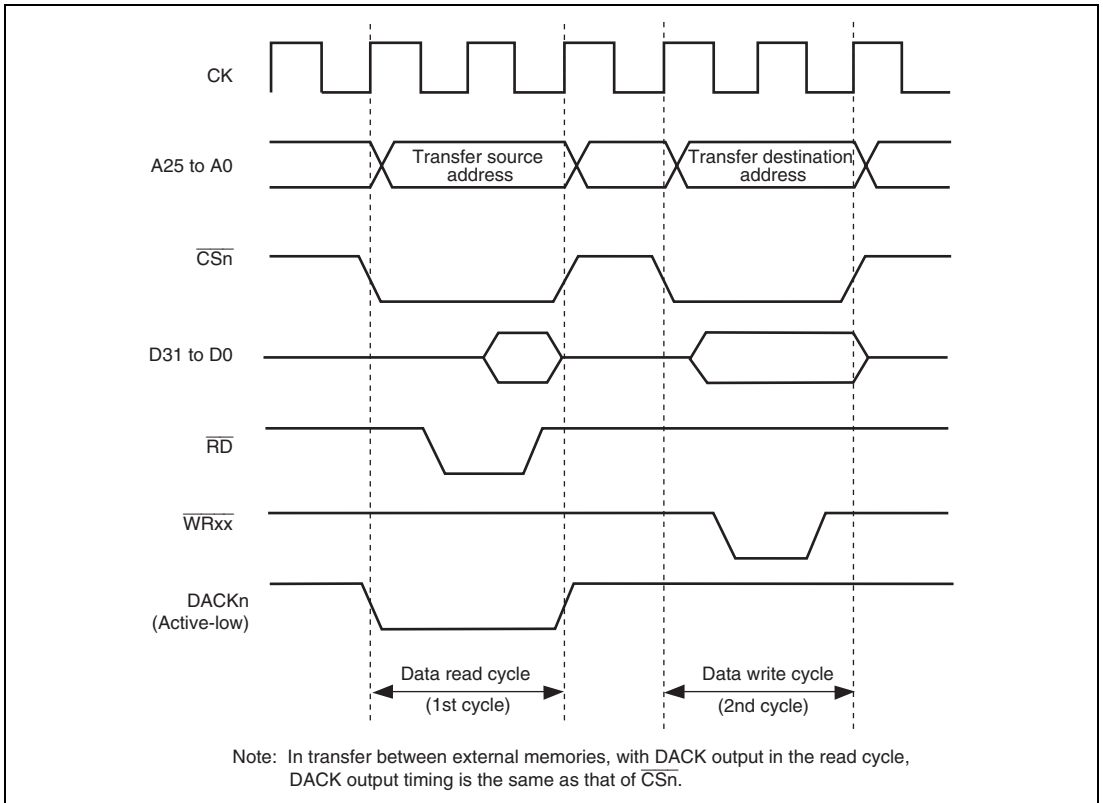 CK
A25 to A0
Transfer source
address
Transfer destination
address
CSn
D31 to D0
RD
WRxx
DACKn
(Active-low)
Data read cycle
(1st cycle)
Data write cycle
(2nd cycle)
Note: In transfer between external memories, with DACK output in the read cycle,
DACK output timing is the same as that of CSn.